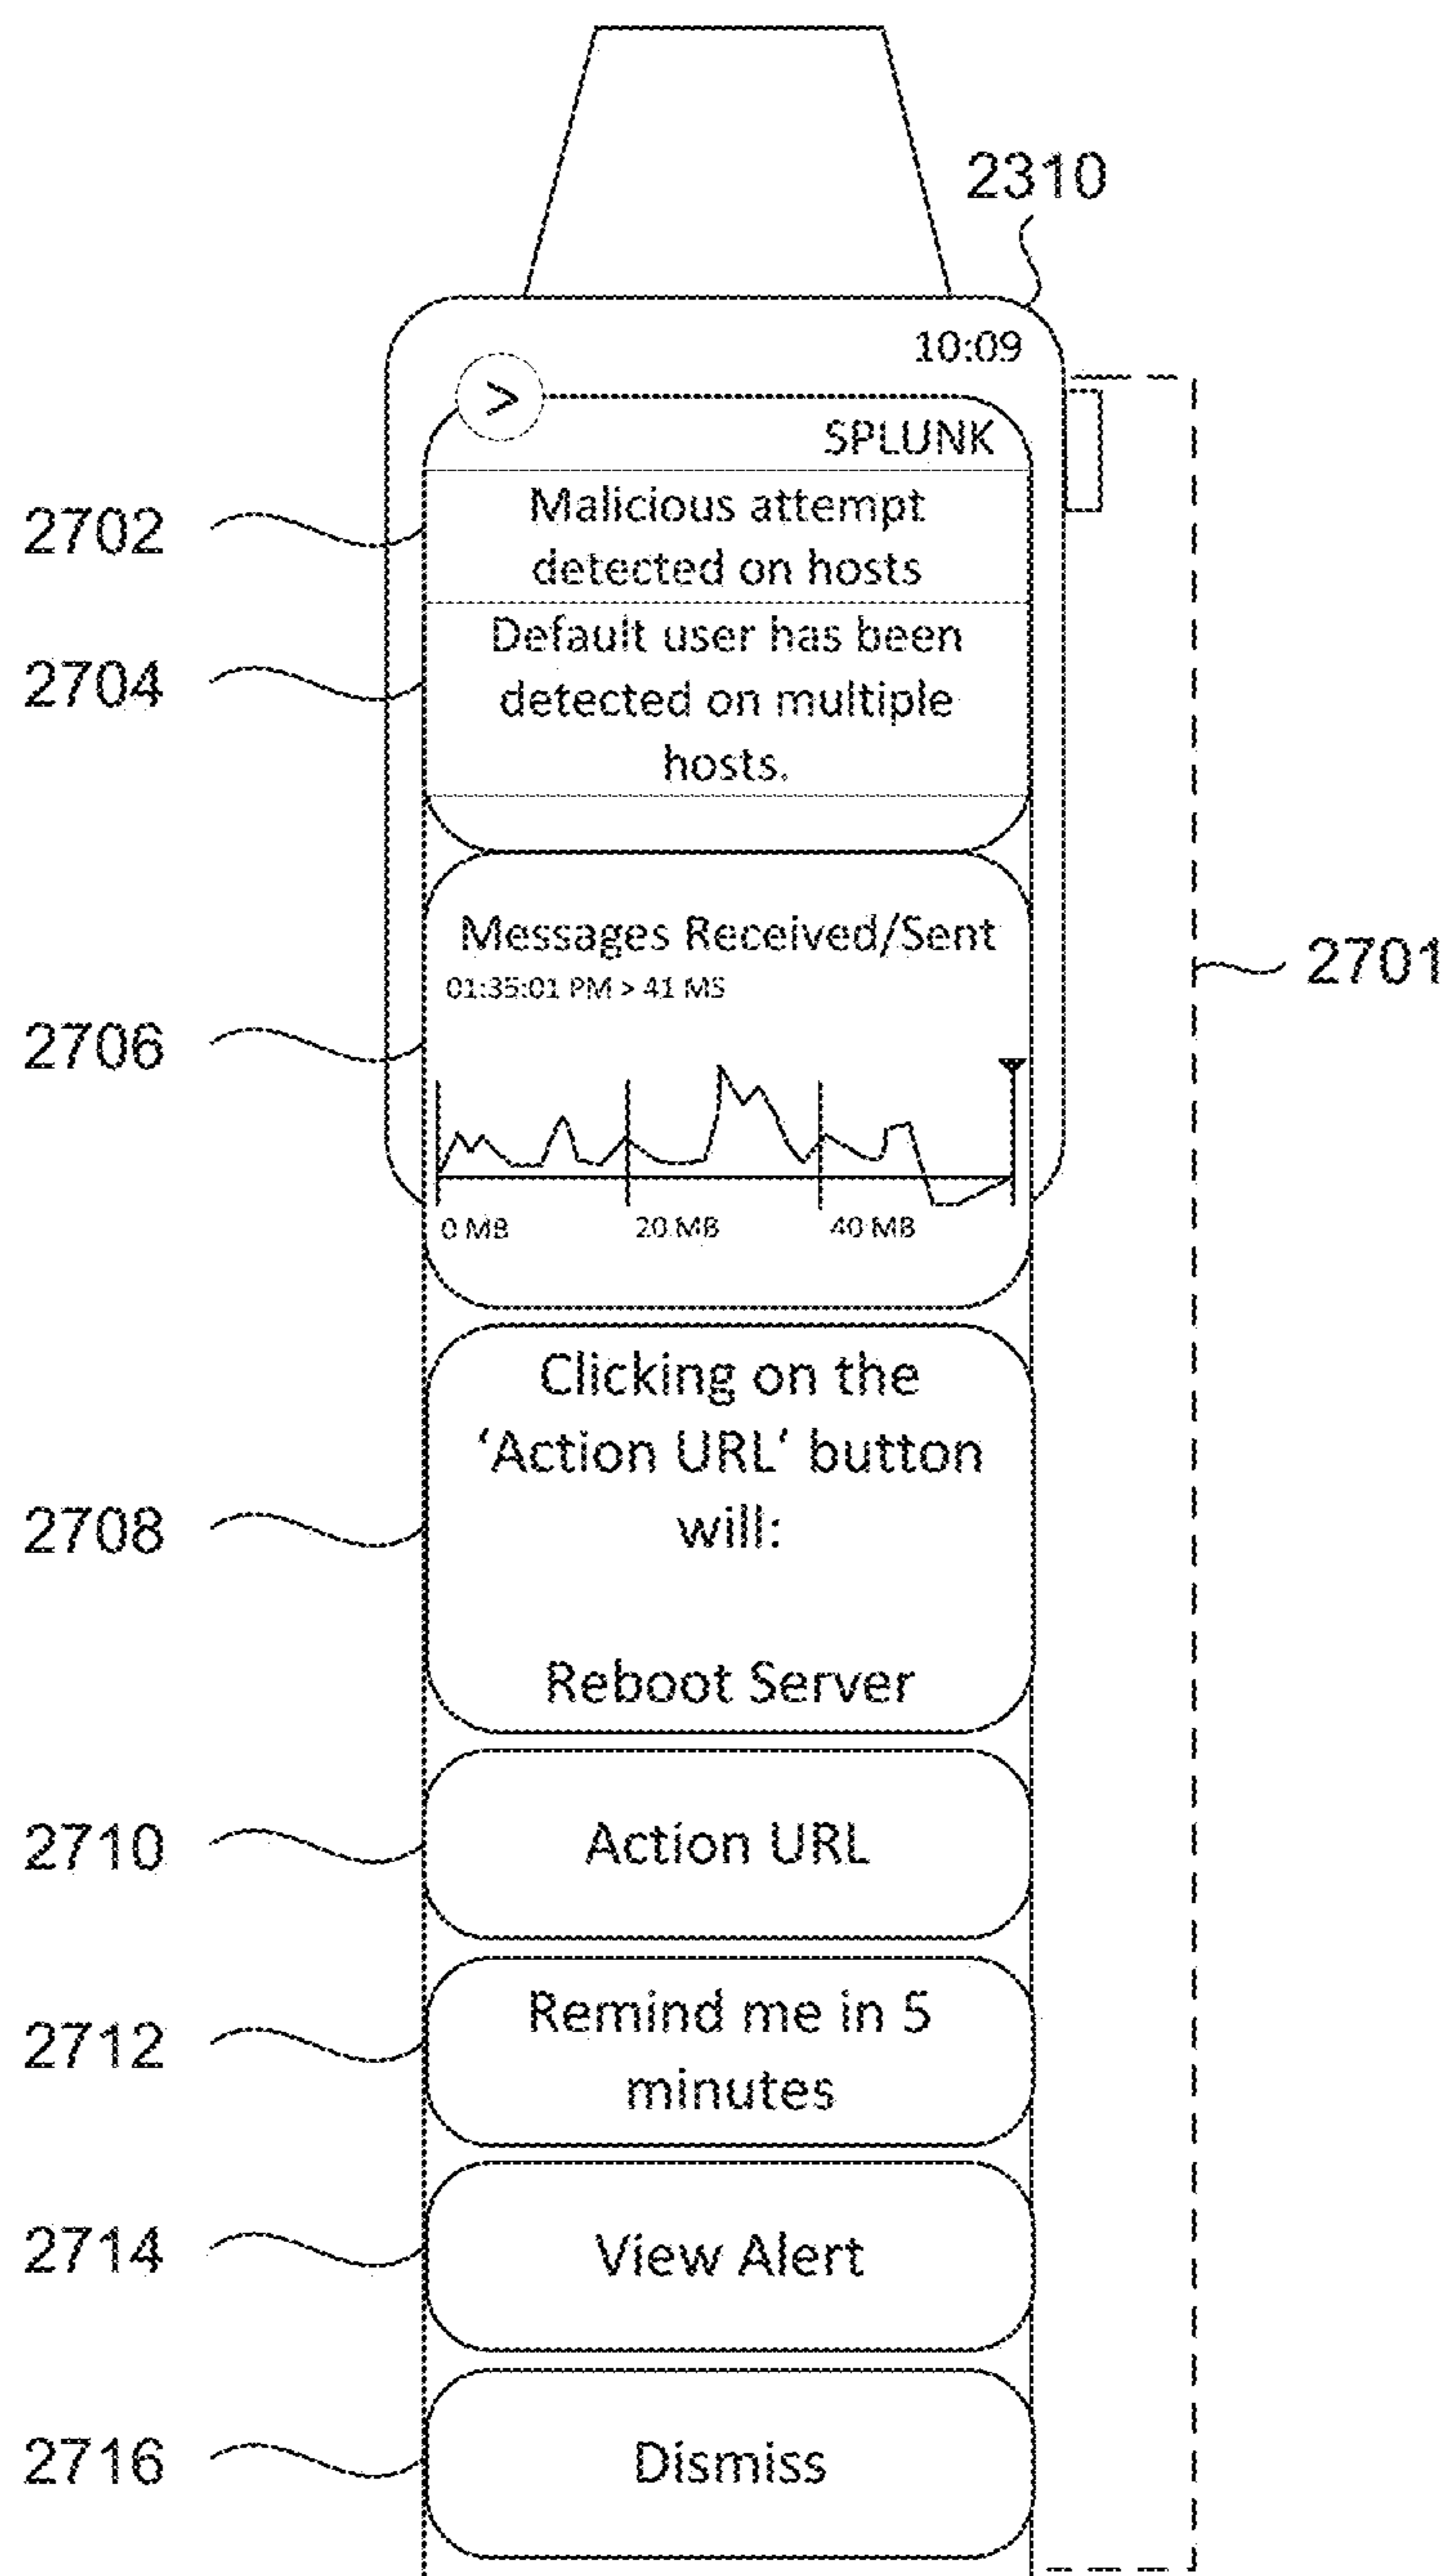 2310
10:09
>
SPLUNK
2702
Malicious attempt
detected on hosts
2704
Default user has been
detected on multiple
hosts.
Messages Received/Sent
2701
01:35:01 PM > 41 MS
2706
0 MB 20 MB 40 MB
Clicking on the
‘Action URL‘ button
will:
2708
Reboot Server
2710
Action URL
2712
Remind me in 5
minutes
2714
View Alert
2716
Dismiss